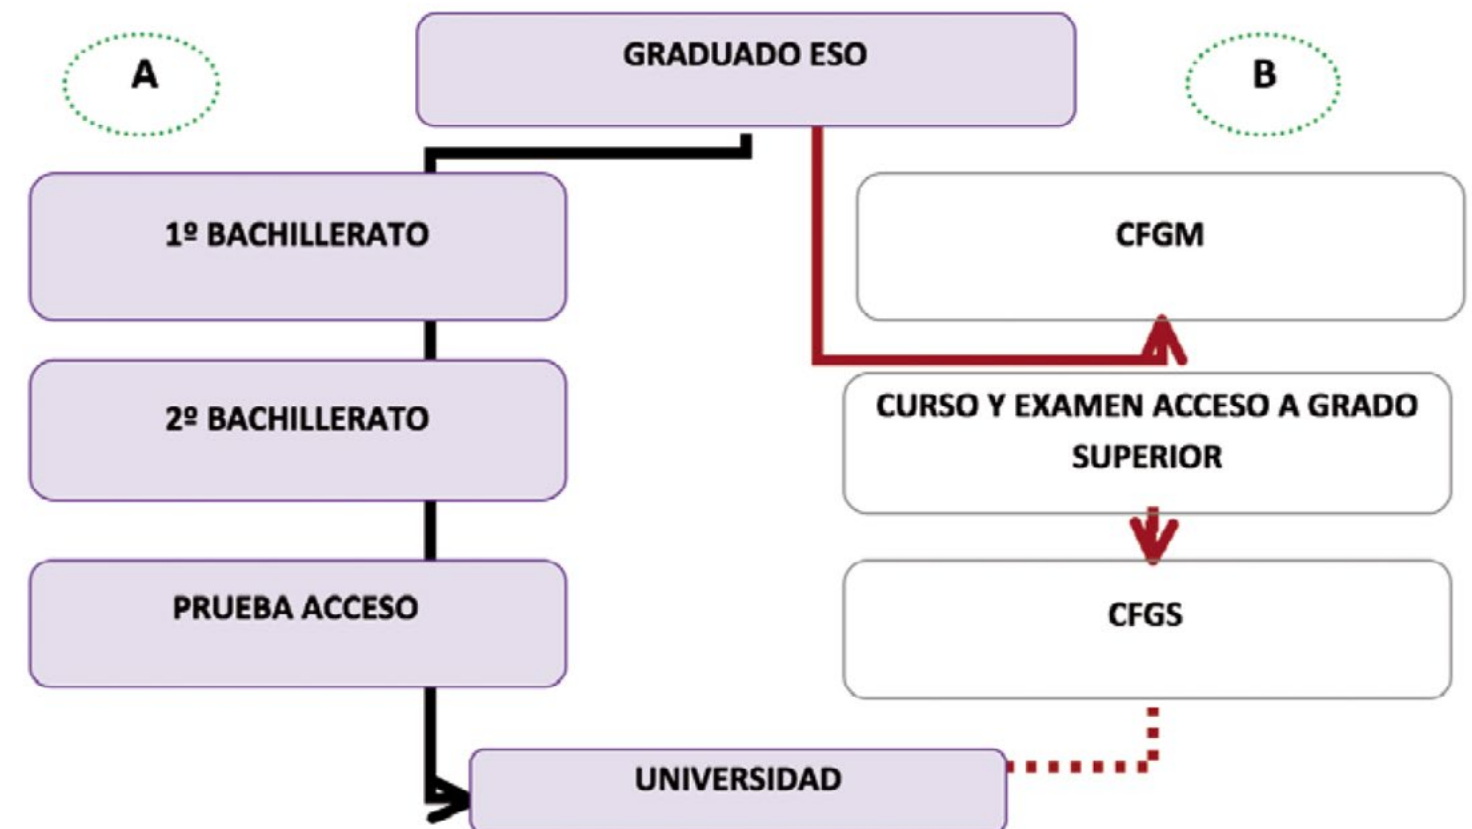 A
GRADUADO ESO
B
1º BACHILLERATO
CFGM
2º BACHILLERATO
CURSO Y EXAMEN ACCESO A GRADO
SUPERIOR
PRUEBA ACCESO
CFGS
UNIVERSIDAD